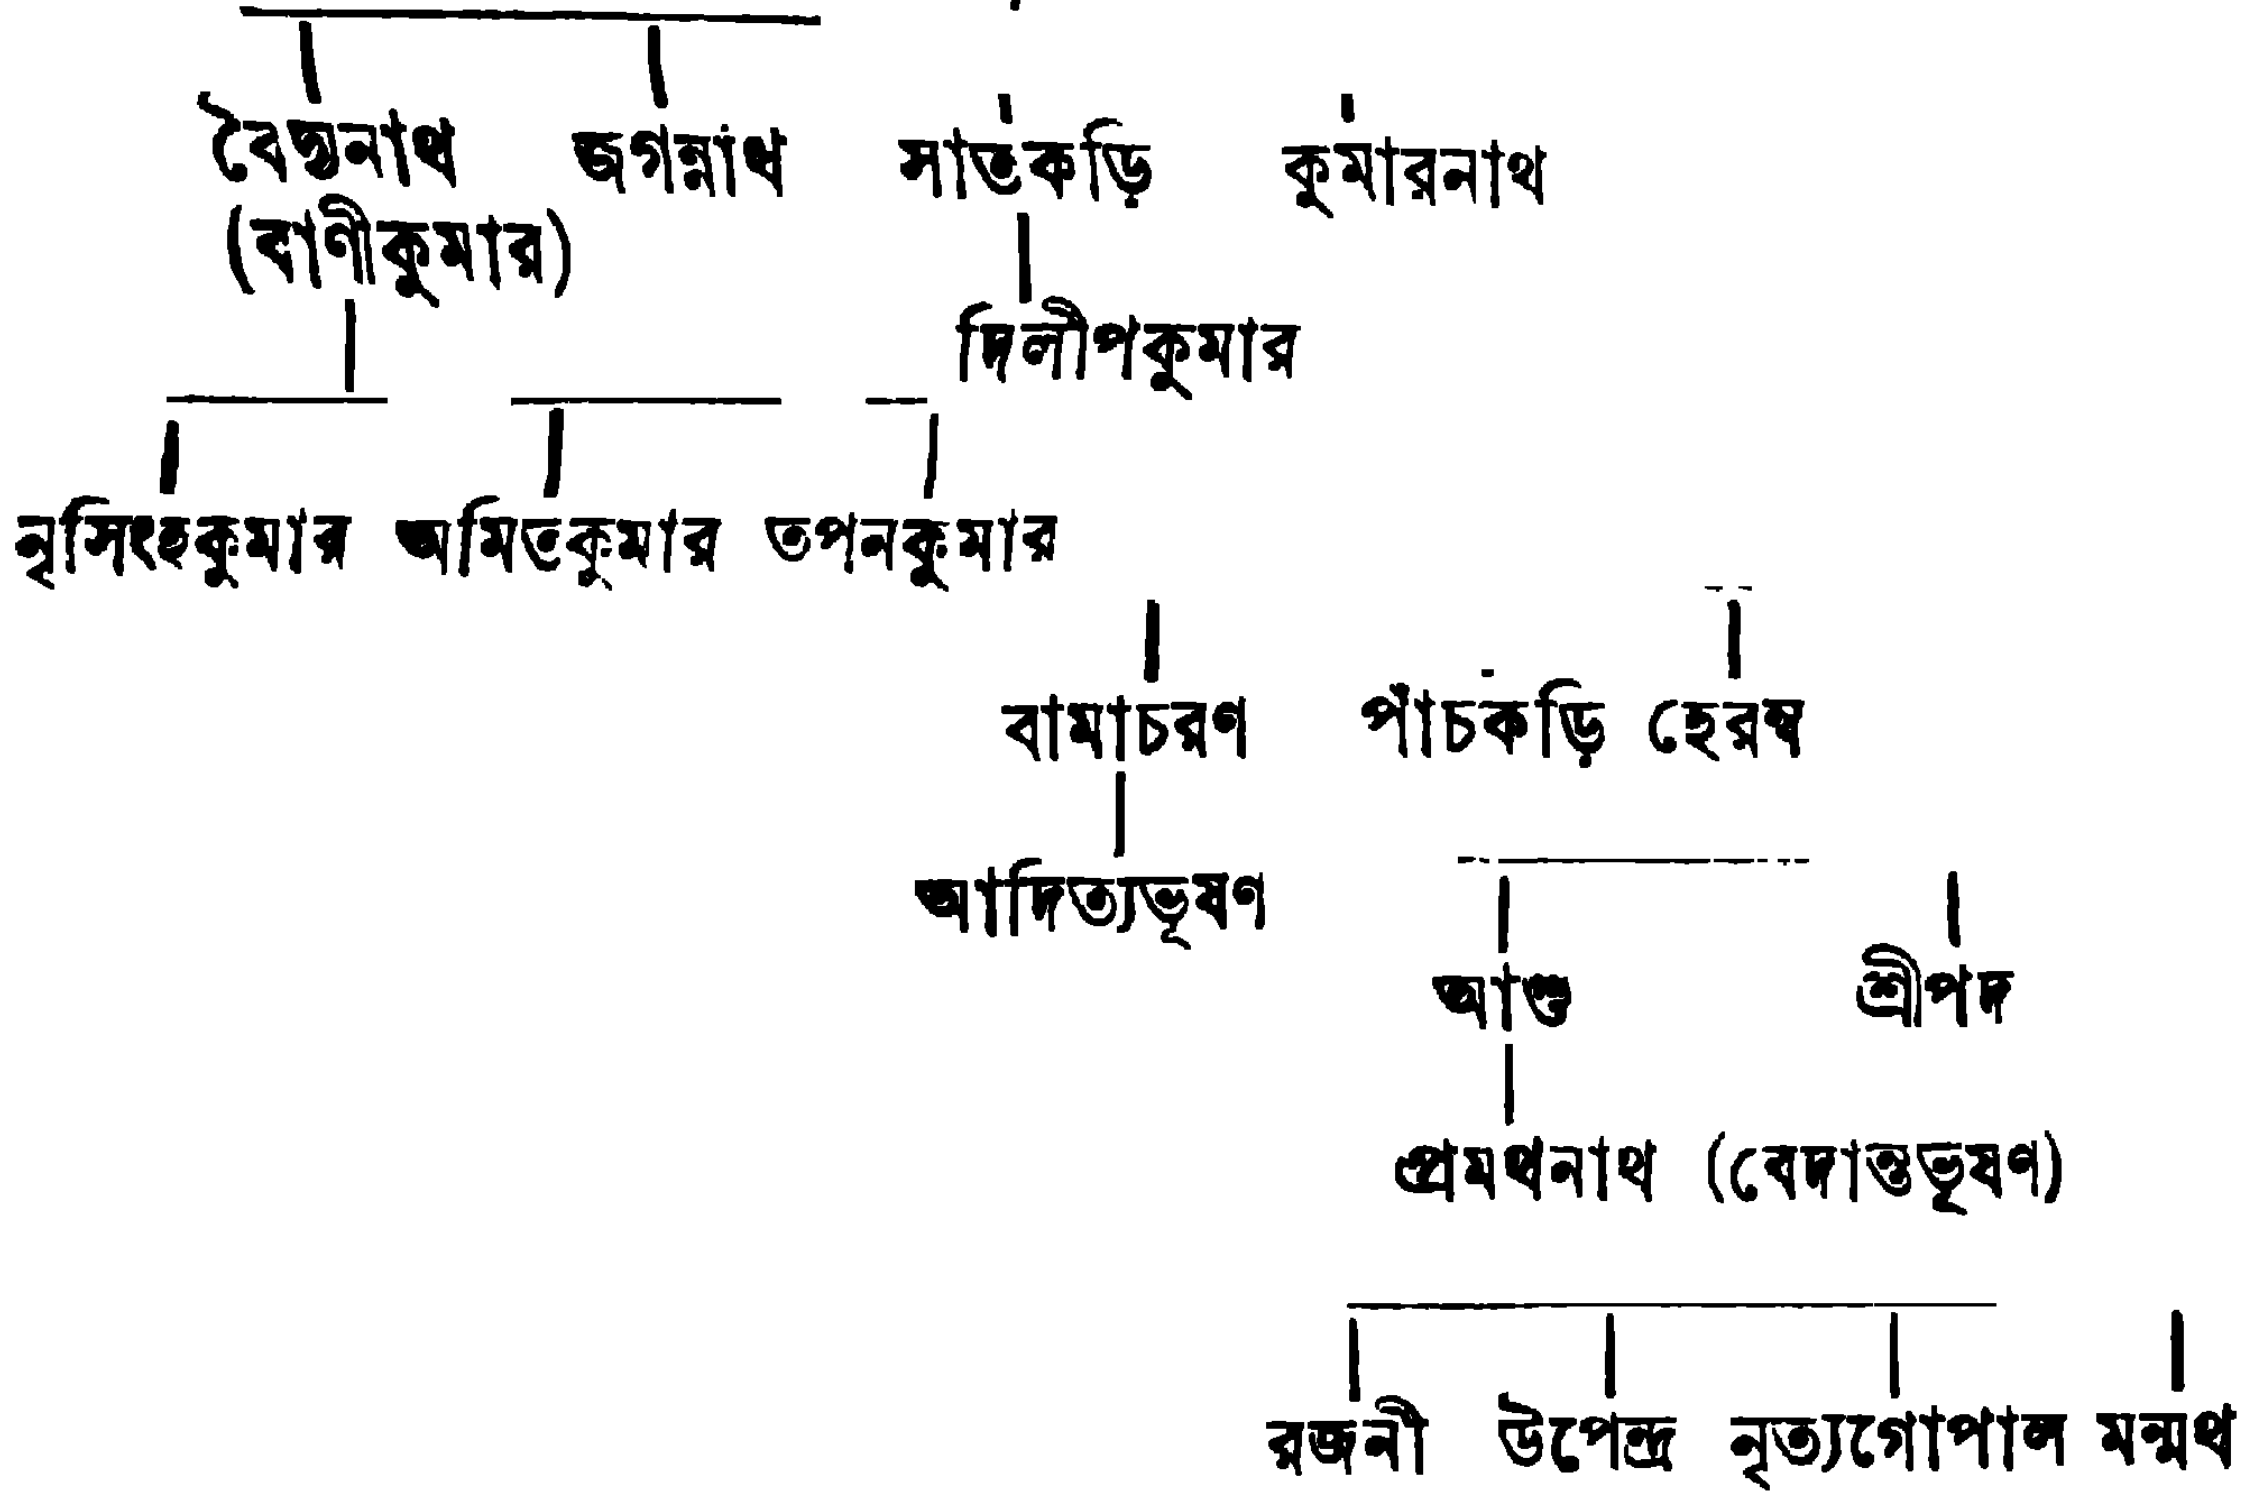 বৈদ্যনাথ জগন্নাথ সাতকড়ি কুমারনাথ
(বাণীকুমার)
দিলীপকুমার
নৃসিংহকুমার অমিতকুমার তপনকুমার
বামাচরণ পাঁচকড়ি হেরম্ব
আদিত্যভূষণ
আশু শ্রীপদ
প্রমথনাথ (বেদান্তভূষণ)
রজনী উপেন্দ্র নৃত্যগোপাল মন্মথ